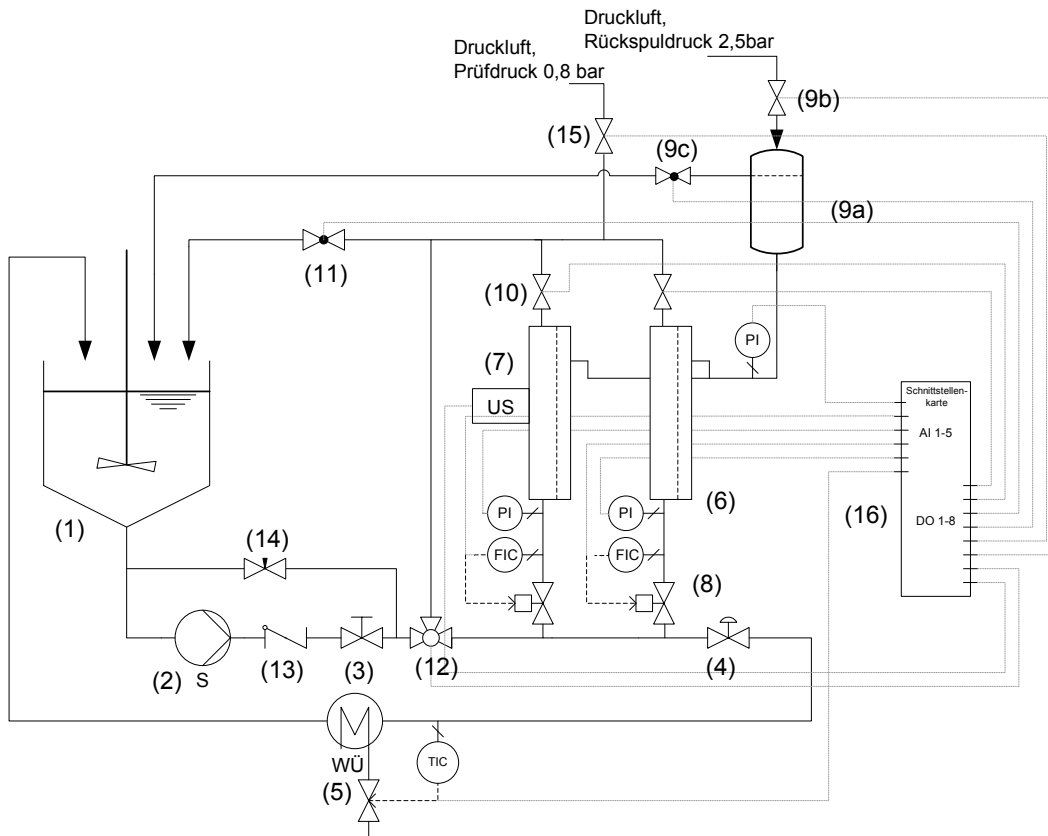 Druckluft,
Rückspuldruck 2,5bar
Druckluft,
Prüfdruck 0,8 bar
(9b)
(15)
(9c)
(9a)
(11)
(10)
PI
(7)
US
Schnittstellen-
karte
AI 1-5
(6)
(16)
DO 1-8
PI
PI
(1)
(14)
FIC
FIC
(8)
(2)
S
(13)
(3)
(12)
(4)
WÜ
TIC
(5)